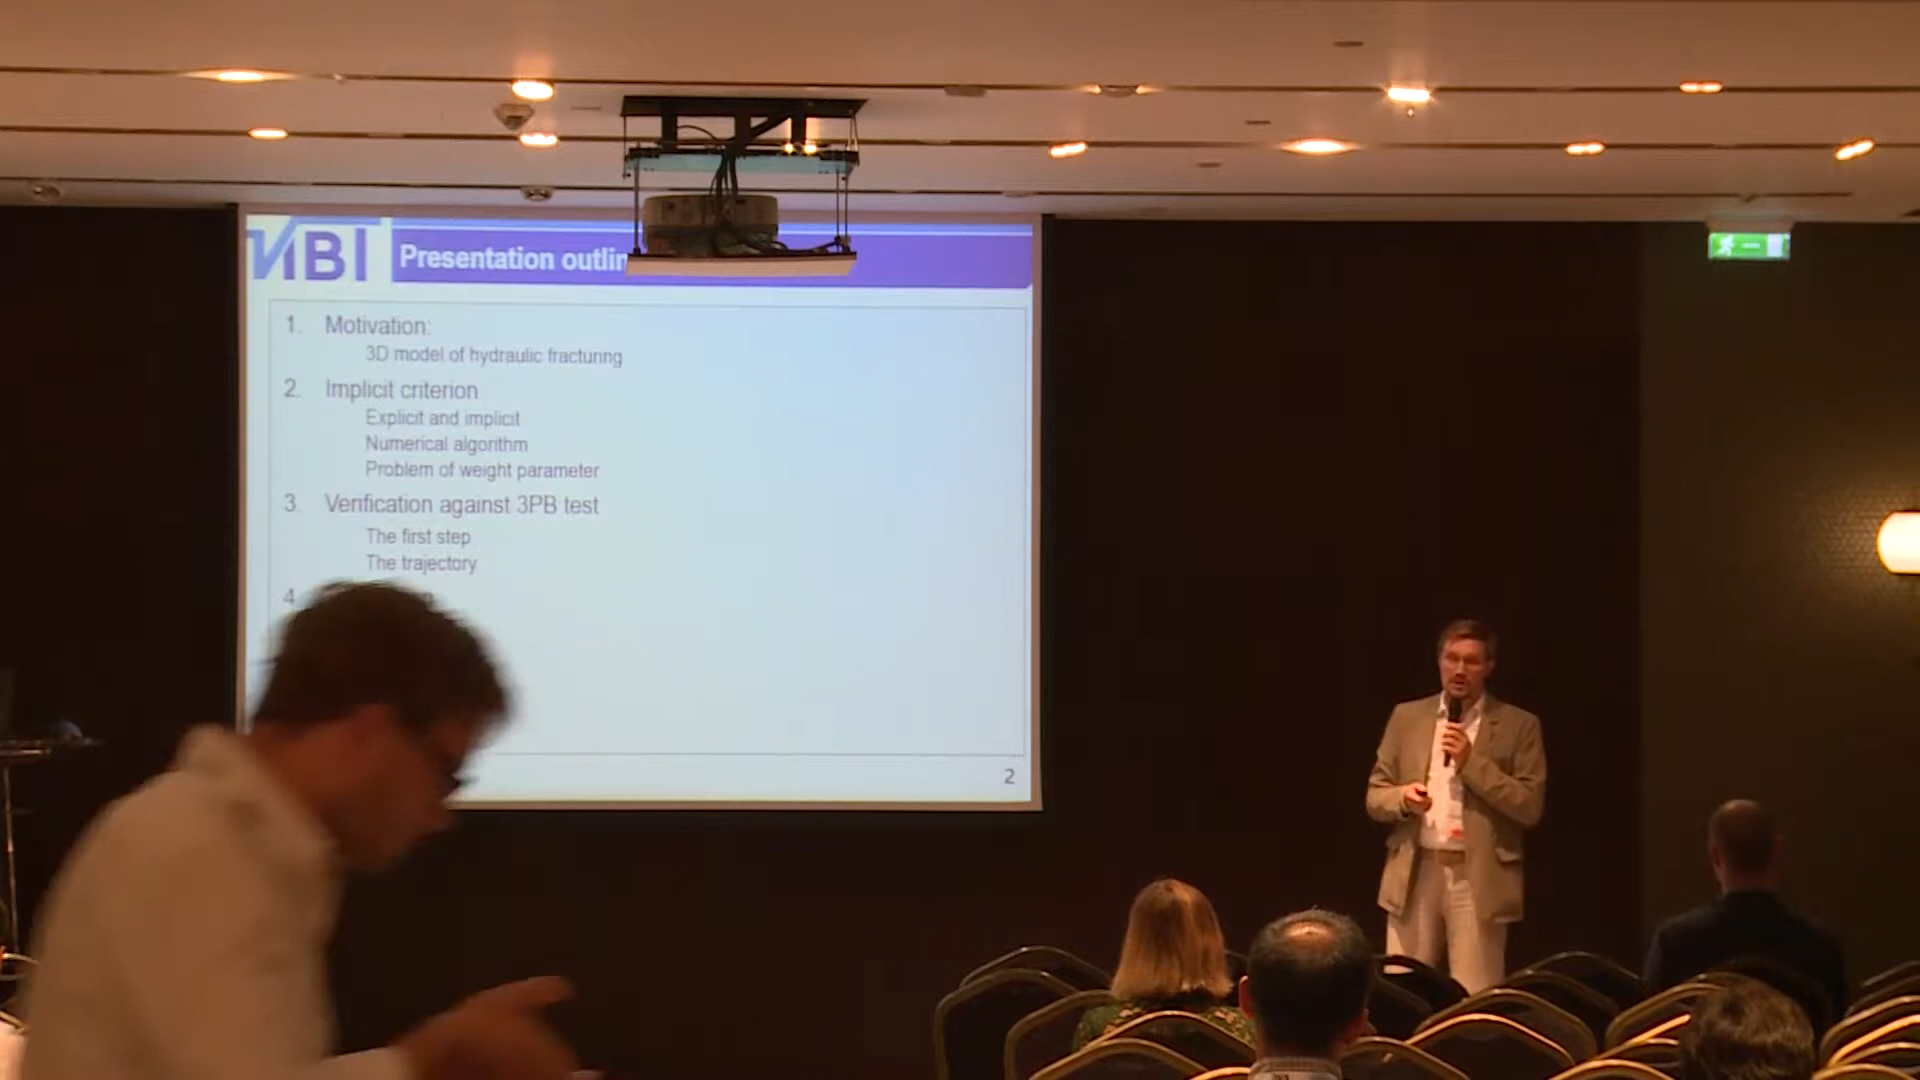 VBI
Presentation outlin
1. Motivation:
3D model of hydraulic fracturing
2. Implicit criterion
Explicit and implicit
Numerical algorithm
Problem of weight parameter
3. Verification against 3PB test
The first step
The trajectory
4
2